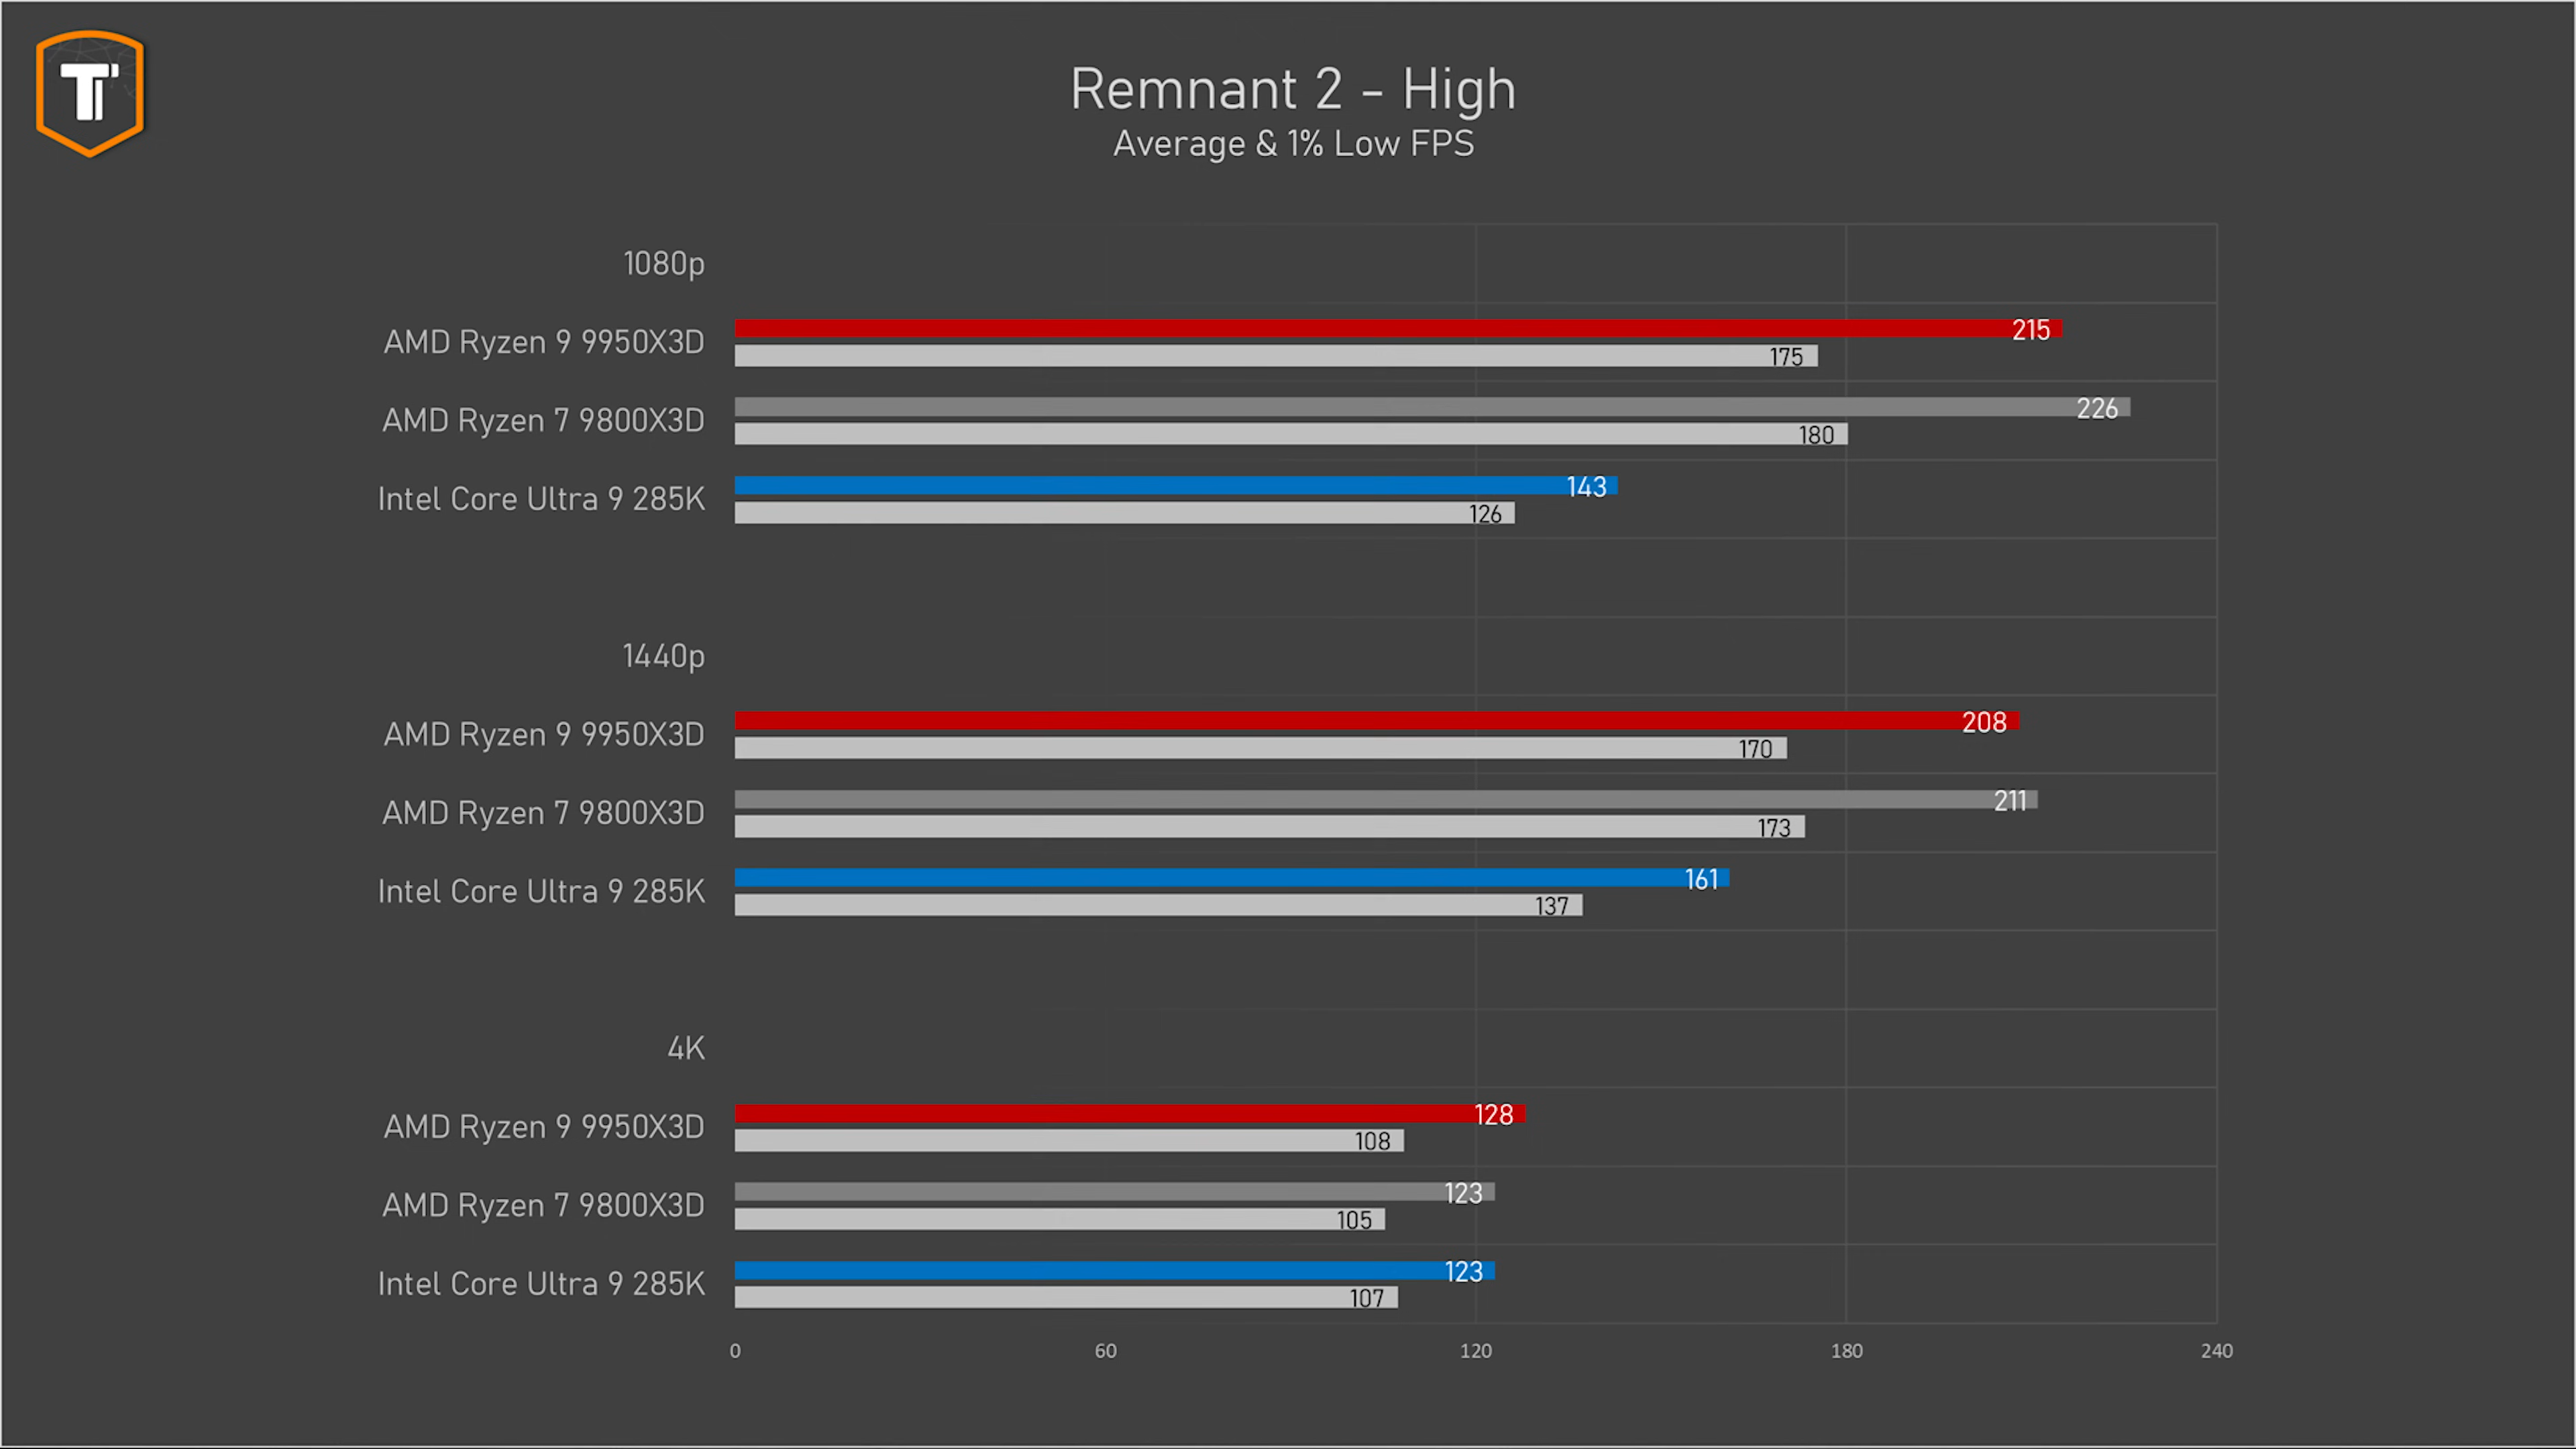 Remnant 2 - High
Average & 1% Low FPS
1080p
AMD Ryzen 9 9950X3D
215
175
AMD Ryzen 7 9800X3D
226
180
Intel Core Ultra 9 285K
143
126
1440p
AMD Ryzen 9 9950X3D
208
170
AMD Ryzen 7 9800X3D
211
173
Intel Core Ultra 9 285K
161
137
4K
AMD Ryzen 9 9950X3D
128
108
AMD Ryzen 7 9800X3D
123
105
Intel Core Ultra 9 285K
123
107
0 60 120 180 240